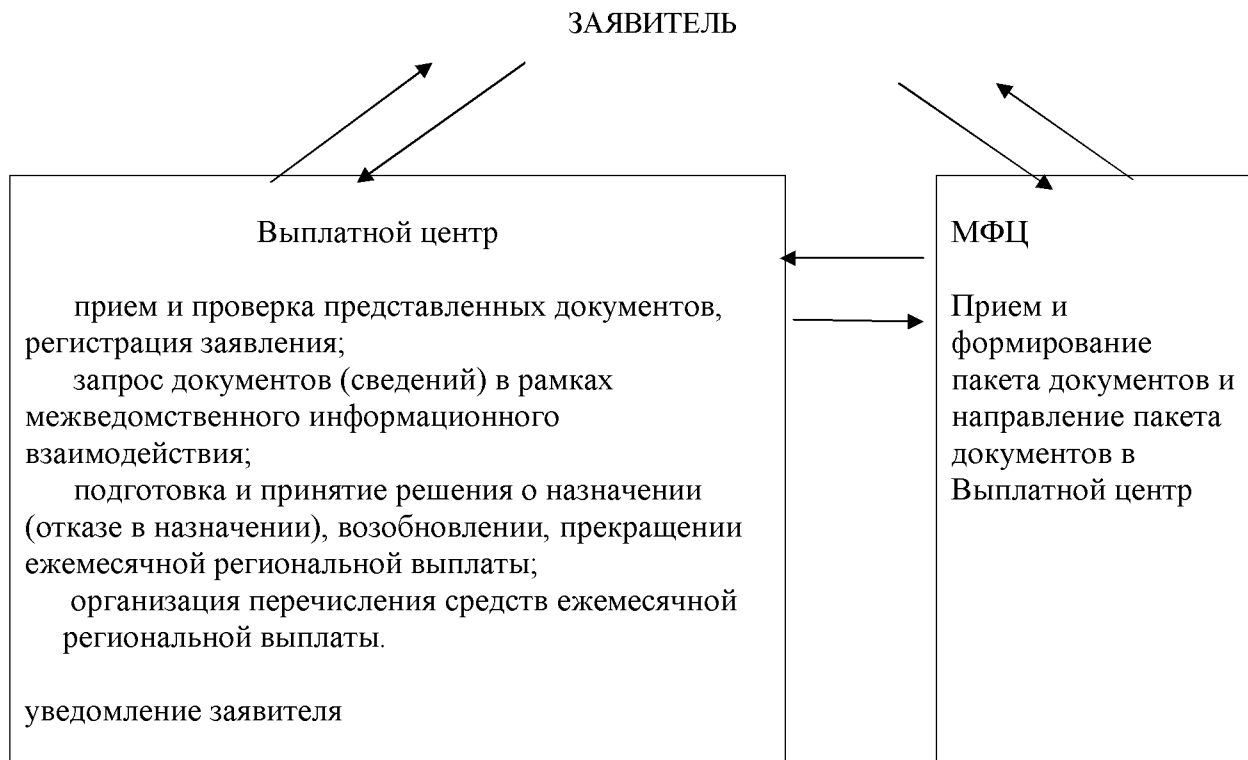 ЗАЯВИТЕЛЬ
Выплатной центр
прием и проверка представленных документов,
регистрация заявления;
запрос документов (сведений) в рамках
межведомственного информационного
взаимодействия;
подготовка и принятие решения о назначении
(отказе в назначении), возобновлении, прекращении
ежемесячной региональной выплаты;
организация перечисления средств ежемесячной
региональной выплаты.
уведомление заявителя
МФЦ
Прием и
формирование
пакета документов и
направление пакета
документов в
Выплатной центр